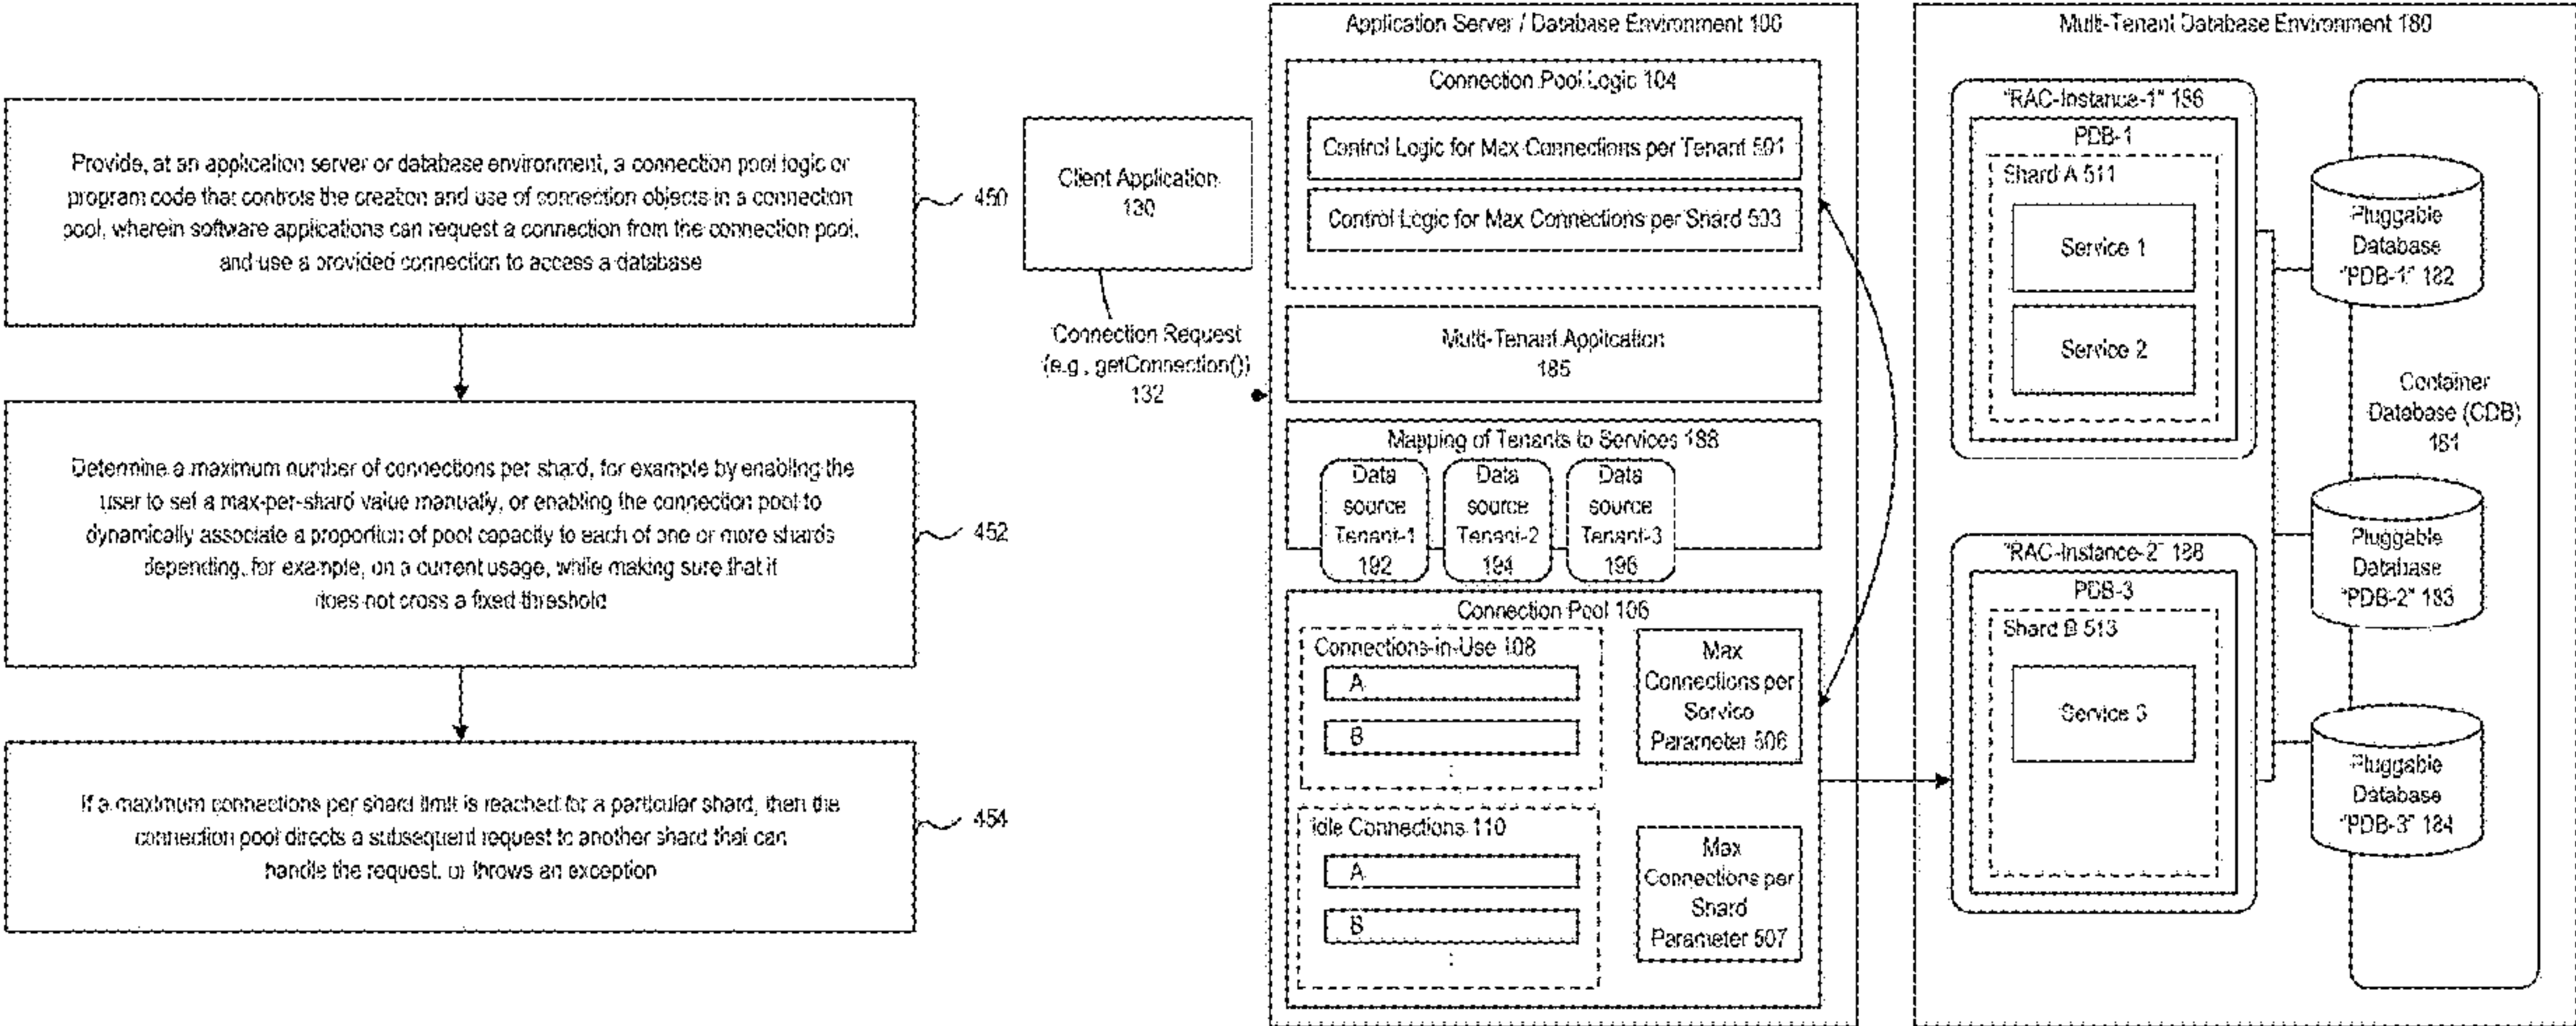 Provide, at an application server or database environment, a connection pool logic or
program code that controls the creation and use of connection objects in a connection
pool, wherein software applications can request a connection from the connection pool,
and use a provided connection to access a database
450
Determine a maximum number of connections per shard, for example by enabling the
user to set a max-per-shard value manually, or enabling the connection pool to
dynamically associate a proportion of pool capacity to each of one or more shards
depending, for example, on a current usage, while making sure that it
does not cross a fixed threshold
452
If a maximum connections per shard limit is reached for a particular shard, then the
connection pool directs a subsequent request to another shard that can
handle the request, or throws an exception
454
Client Application
130
Connection Request
(e.g., getConnection())
132
Application Server / Database Environment 100
Connection Pool Logic 104
Control Logic for Max Connections per Tenant 501
Control Logic for Max Connections per Shard 503
Multi-Tenant Application
185
Mapping of Tenants to Services 188
Data
source
Tenant-1
192
Data
source
Tenant-2
194
Data
source
Tenant-3
196
Connection Pool 106
Connections-in-Use 108
A
B
Idle Connections 110
A
B
Max
Connections per
Service
Parameter 506
Max
Connections per
Shard
Parameter 507
Multi-Tenant Database Environment 180
"RAC-Instance-1" 186
PDB-1
Shard A 511
Service 1
Service 2
"RAC-Instance-2" 188
PDB-3
Shard B 513
Service 3
Pluggable
Database
"PDB-1" 182
Container
Database (CDB)
181
Pluggable
Database
"PDB-2" 183
Pluggable
Database
"PDB-3" 184